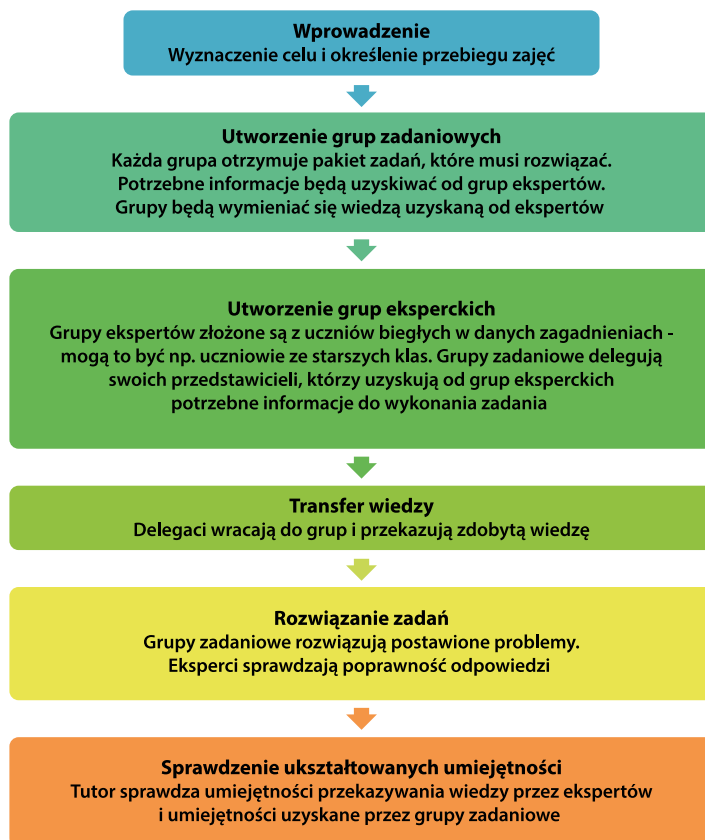 Wprowadzenie
Wyznaczenie celu i określenie przebiegu zajęć
Utworzenie grup zadaniowych
Każda grupa otrzymuje pakiet zadań, które musi rozwiązać.
Potrzebne informacje będą uzyskiwać od grup ekspertów.
Grupy będą wymieniać się wiedzą uzyskaną od ekspertów
Utworzenie grup eksperckich
Grupy ekspertów złożone są z uczniów biegłych w danych zagadnieniach -
mogą to być np. uczniowie ze starszych klas. Grupy zadaniowe delegują
swoich przedstawicieli, którzy uzyskują od grup eksperckich
potrzebne informacje do wykonania zadania
Transfer wiedzy
Delegaci wracają do grup i przekazują zdobytą wiedzę
Rozwiązanie zadań
Grupy zadaniowe rozwiązują postawione problemy.
Eksperci sprawdzają poprawność odpowiedzi
Sprawdzenie ukształtowanych umiejętności
Tutor sprawdza umiejętności przekazywania wiedzy przez ekspertów
i umiejętności uzyskane przez grupy zadaniowe